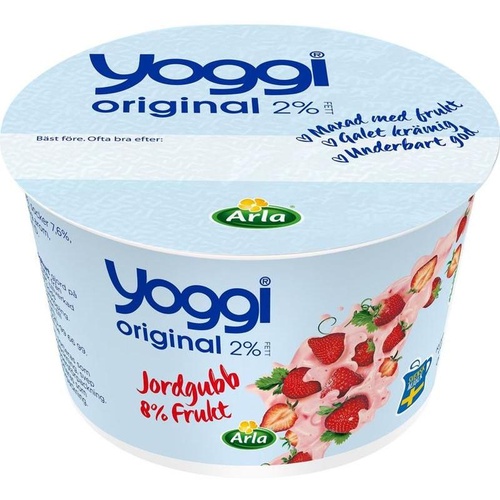 Yoggi®
original 2% FETT
Maxad med frukt
Galet krämig
Underbart god
Bäst före. Ofta bra efter:
Arla
Yoggi®
original 2% FETT
Jordgubb
8% Frukt
Arla